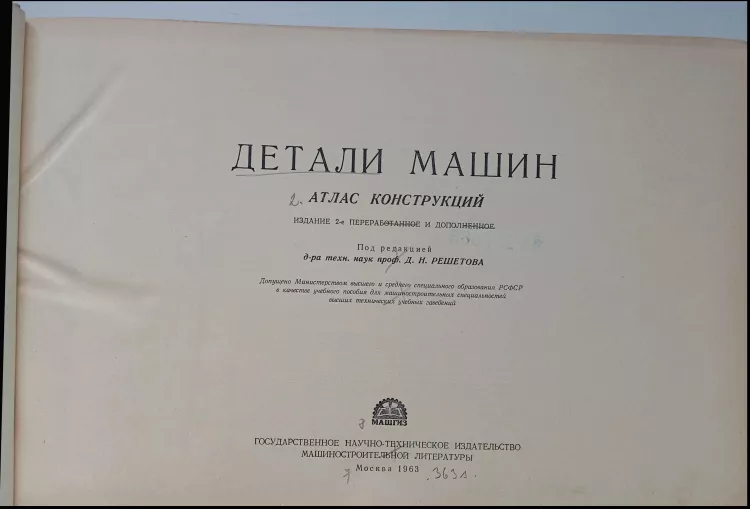 ДЕТАЛИ МАШИН
2. АТЛАС КОНСТРУКЦИЙ
ИЗДАНИЕ 2-е ПЕРЕРАБОТАННОЕ И ДОПОЛНЕННОЕ
Под редакцией
д-ра техн. наук проф. Д. Н. РЕШЕТОВА
Допущено Министерством высшего и среднего специального образования РСФСР
в качестве учебного пособия для машиностроительных специальностей
высших технических учебных заведений
МАШГИЗ
ГОСУДАРСТВЕННОЕ НАУЧНО-ТЕХНИЧЕСКОЕ ИЗДАТЕЛЬСТВО
МАШИНОСТРОИТЕЛЬНОЙ ЛИТЕРАТУРЫ
Москва 1963